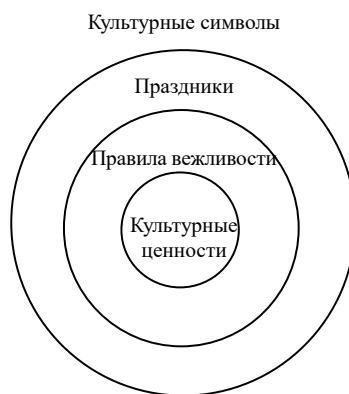 Культурные символы
Праздники
Правила вежливости
Культурные
ценности